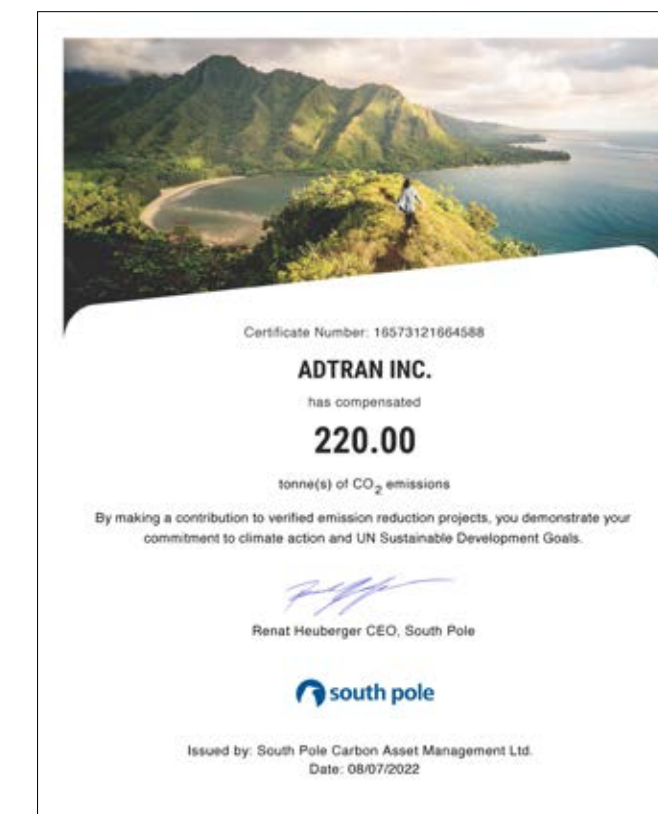 Certificate Number: 16573121664588
ADTRAN INC.
has compensated
220.00
tonne(s) of CO₂ emissions
By making a contribution to verified emission reduction projects, you demonstrate your
commitment to climate action and UN Sustainable Development Goals.
Renat Heuberger CEO, South Pole
south pole
Issued by: South Pole Carbon Asset Management Ltd.
Date: 08/07/2022